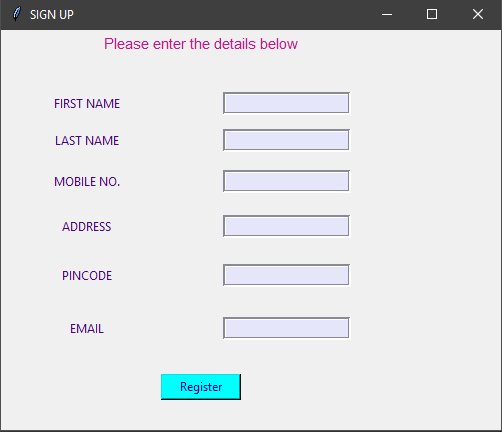 SIGN UP
Please enter the details below
FIRST NAME
LAST NAME
MOBILE NO.
ADDRESS
PINCODE
EMAIL
Register